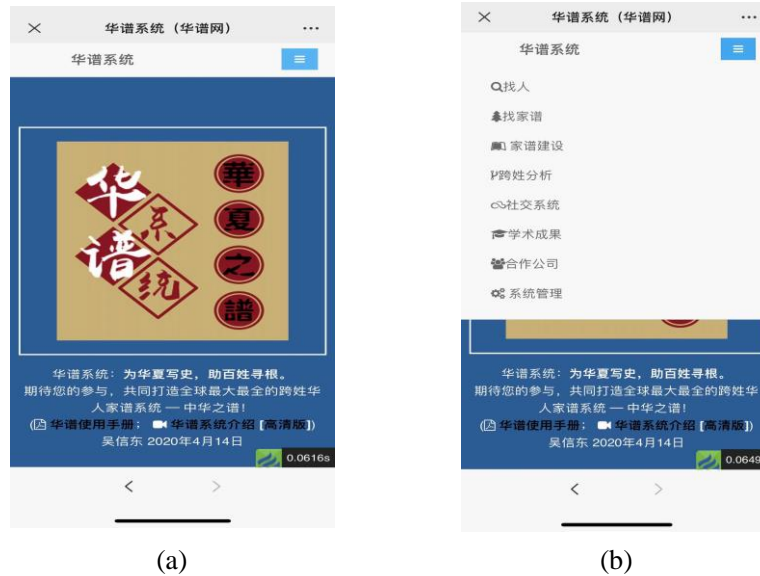 华谱系统（华谱网）
华谱系统
华
谱
系
统
華
夏
之
譜
华谱系统：为华夏写史，助百姓寻根。
期待您的参与，共同打造全球最大最全的跨姓华
人家谱系统 — 中华之谱！
(华谱使用手册； 华谱系统介绍 [高清版])
吴信东 2020年4月14日
0.0616s
(a)
华谱系统（华谱网）
华谱系统
找人
找家谱
家谱建设
跨姓分析
社交系统
学术成果
合作公司
系统管理
华谱系统：为华夏写史，助百姓寻根。
期待您的参与，共同打造全球最大最全的跨姓华
人家谱系统 — 中华之谱！
(华谱使用手册； 华谱系统介绍 [高清版])
吴信东 2020年4月14日
0.0649
(b)